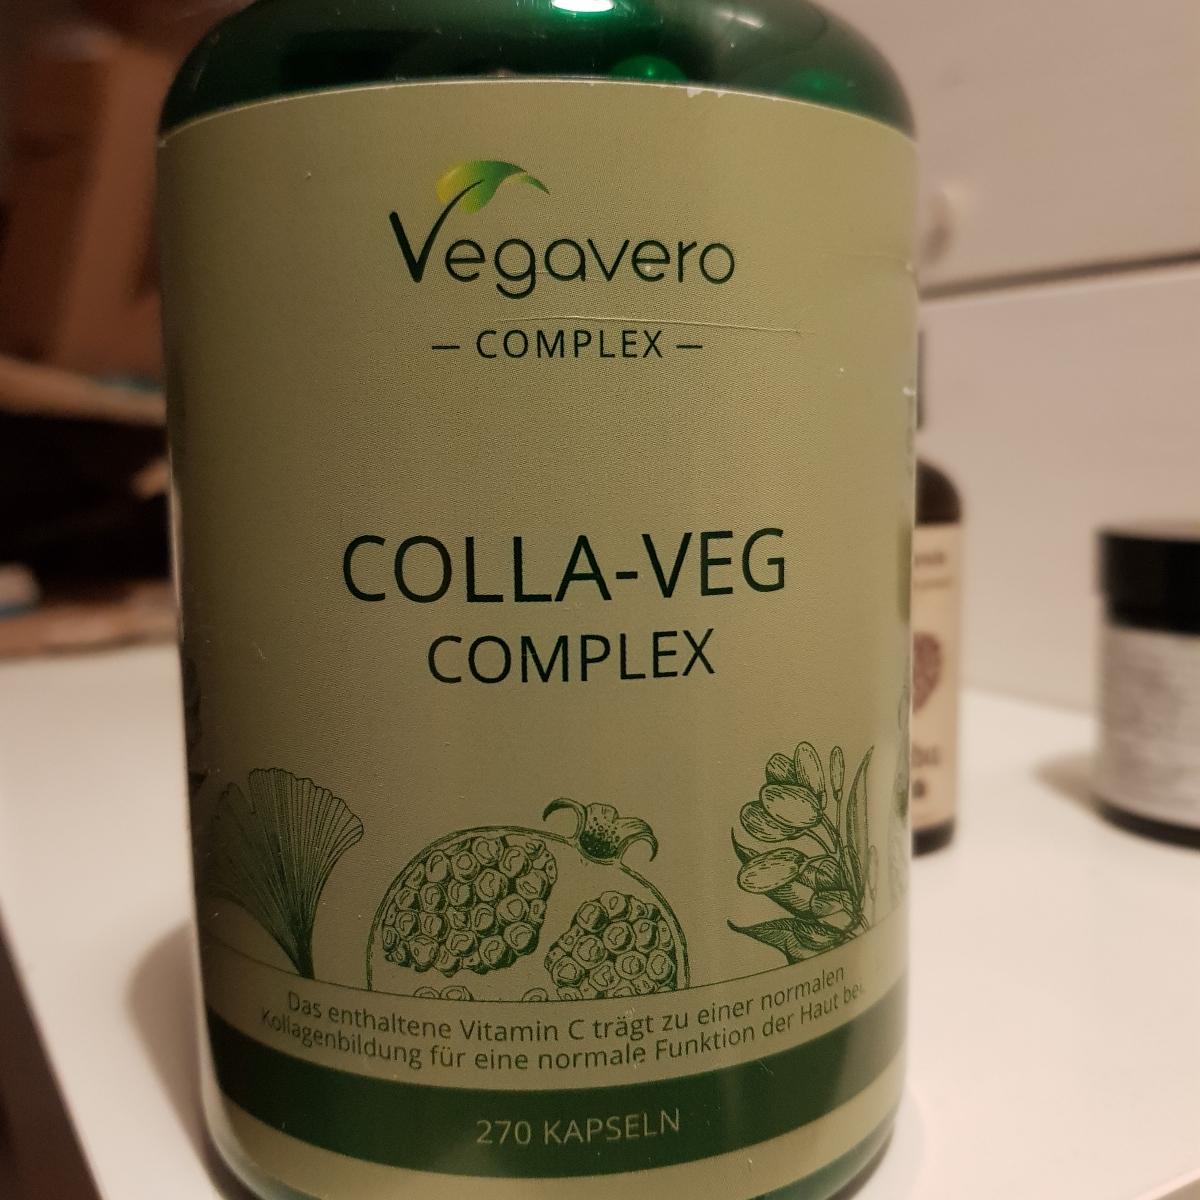 Vegavero
— COMPLEX —
COLLA-VEG
COMPLEX
Das enthaltene Vitamin C trägt zu einer normalen
Kollagenbildung für eine normale Funktion der Haut bei.
270 KAPSELN